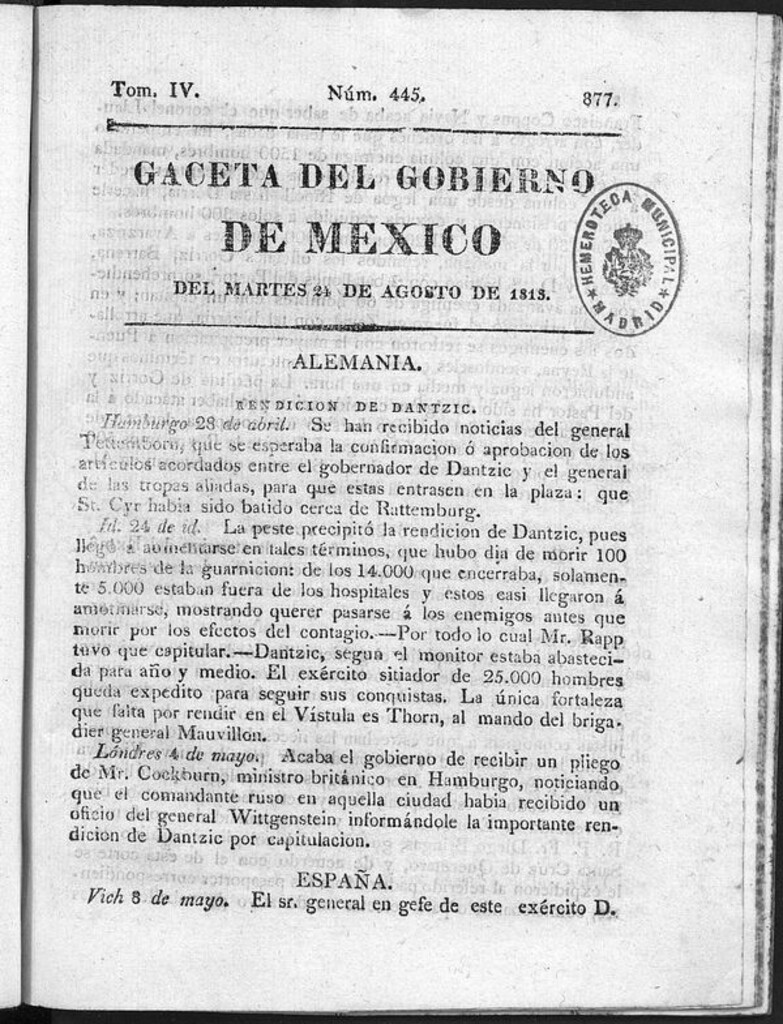 Tom. IV. Núm. 445. 877.
GACETA DEL GOBIERNO
DE MEXICO
DEL MARTES 24 DE AGOSTO DE 1813.
HEMEROTECA MUNICIPAL
MADRID
ALEMANIA.
RENDICION DE DANTZIC.
Hamburgo 28 de abril. Se han recibido noticias del general
Tettemborn, que se esperaba la confirmacion ó aprobacion de los
artículos acordados entre el gobernador de Dantzic y el general
de las tropas aliadas, para que estas entrasen en la plaza: que
St. Cyr habia sido batido cerca de Rattemburg.
Id. 24 de id. La peste precipitó la rendicion de Dantzic, pues
llegó á aumentarse en tales términos, que hubo dia de morir 100
hombres de la guarnicion: de los 14.000 que encerraba, solamen-
te 5.000 estaban fuera de los hospitales y estos casi llegaron á
amotinarse, mostrando querer pasarse á los enemigos antes que
morir por los efectos del contagio.—Por todo lo cual Mr. Rapp
tuvo que capitular.—Dantzic, segun el monitor estaba abasteci-
da para año y medio. El exército sitiador de 25.000 hombres
queda expedito para seguir sus conquistas. La única fortaleza
que falta por rendir en el Vístula es Thorn, al mando del briga-
dier general Mauvillon.
Lóndres 4 de mayo. Acaba el gobierno de recibir un pliego
de Mr. Cockburn, ministro británico en Hamburgo, noticiando
que el comandante ruso en aquella ciudad habia recibido un
oficio del general Wittgenstein informándole la importante ren-
dicion de Dantzic por capitulacion.
ESPAÑA.
Vich 8 de mayo. El sr. general en gefe de este exército D.